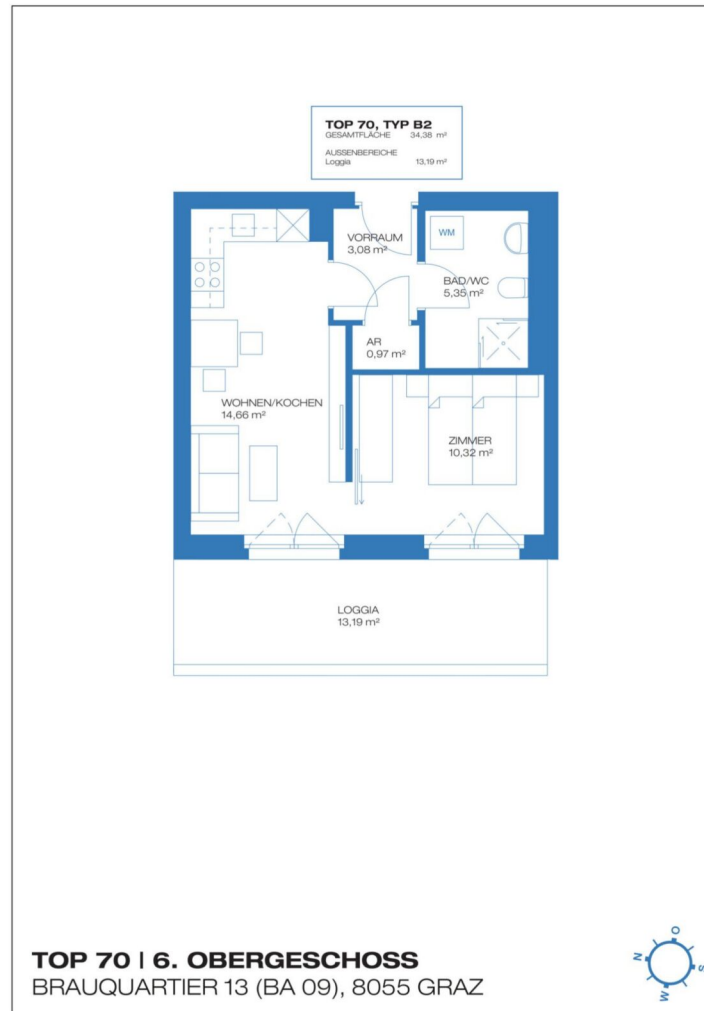 TOP 70, TYP B2
GESAMTFLÄCHE 34,38 m²
AUSSENBEREICHE
Loggia 13,19 m²
VORRAUM
3,08 m²
WM
BAD/WC
5,35 m²
AR
0,97 m²
WOHNEN/KOCHEN
14,66 m²
ZIMMER
10,32 m²
LOGGIA
13,19 m²
TOP 70 | 6. OBERGESCHOSS
BRAUQUARTIER 13 (BA 09), 8055 GRAZ
N
O
S
W